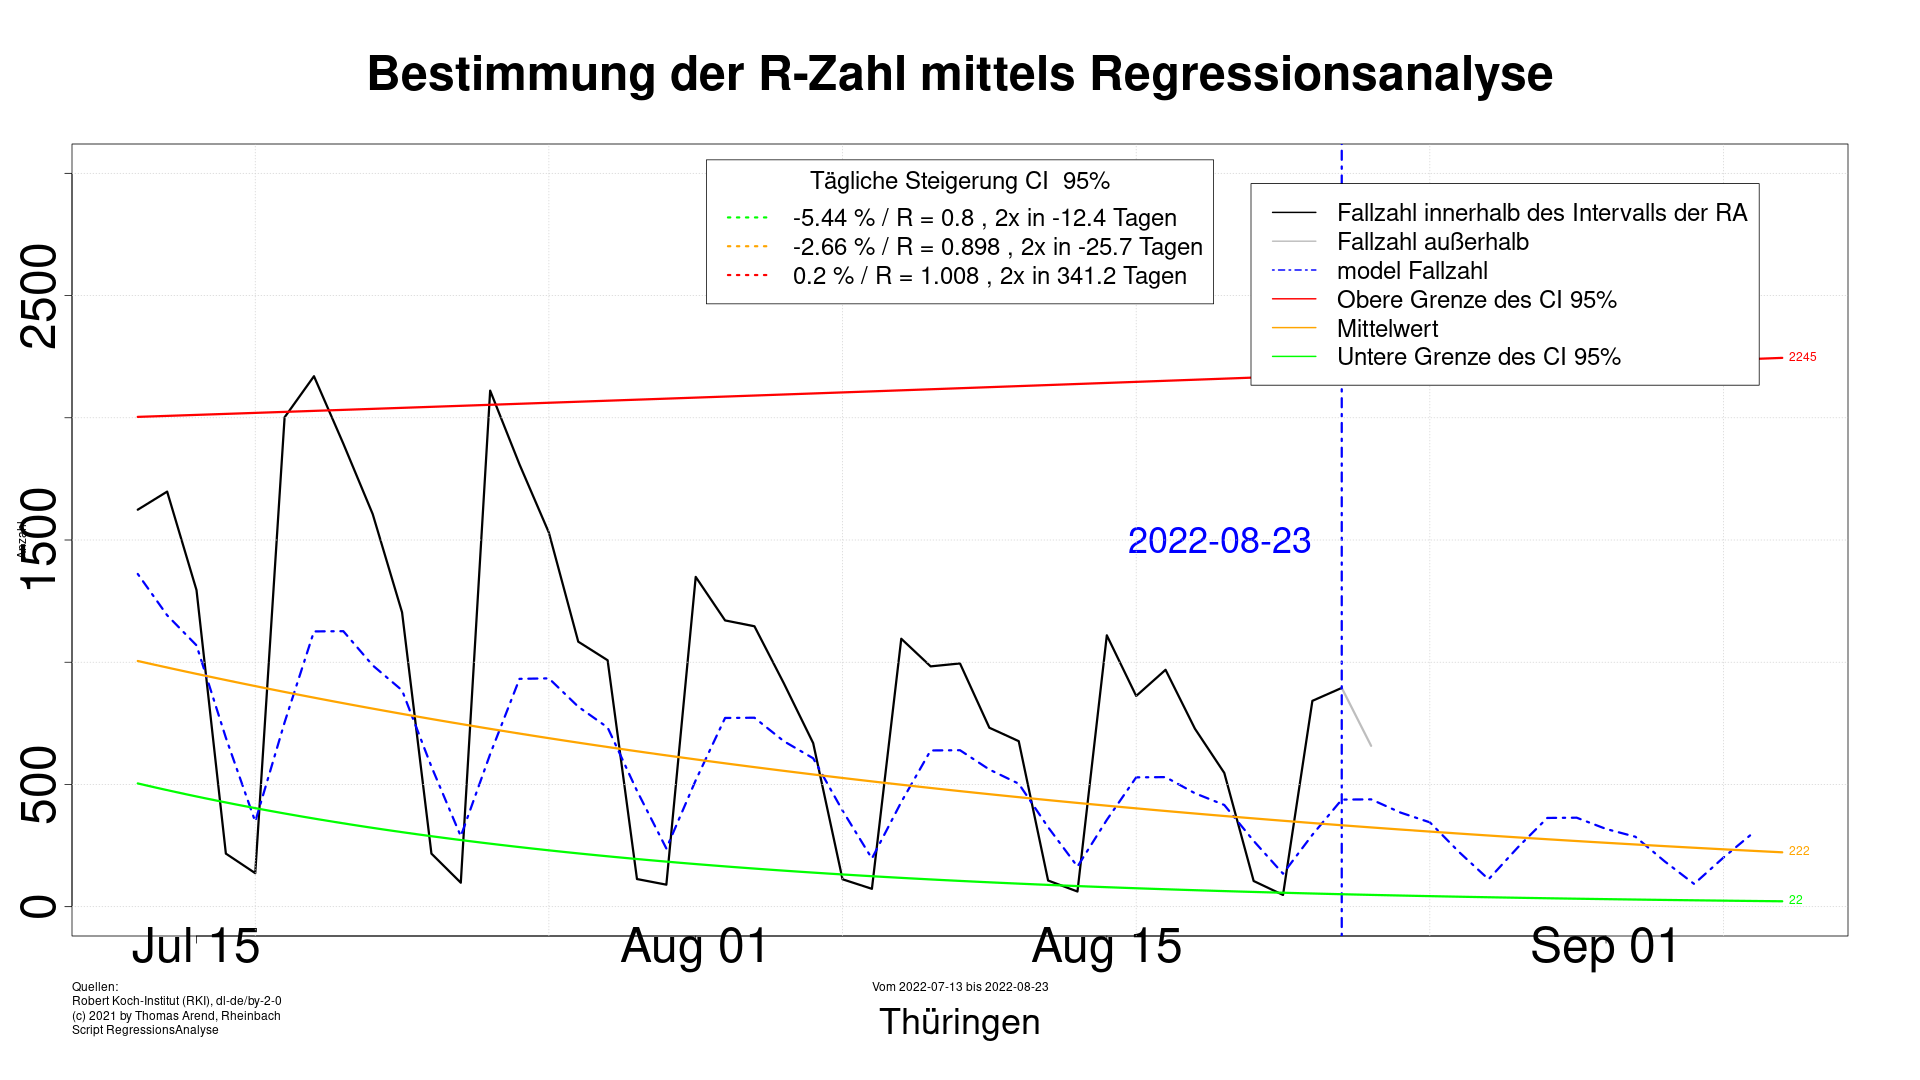 Bestimmung der R-Zahl mittels Regressionsanalyse
Tägliche Steigerung CI  95%
-5.44 % / R = 0.8 , 2x in -12.4 Tagen
-2.66 % / R = 0.898 , 2x in -25.7 Tagen
0.2 % / R = 1.008 , 2x in 341.2 Tagen
Fallzahl innerhalb des Intervalls der RA
Fallzahl außerhalb
model Fallzahl
Obere Grenze des CI 95%
Mittelwert
Untere Grenze des CI 95%
2245
2500
1500
500
0
Anzahl
2022-08-23
222
22
Jul 15
Aug 01
Aug 15
Sep 01
Quellen:
Robert Koch-Institut (RKI), dl-de/by-2-0
(c) 2021 by Thomas Arend, Rheinbach
Script RegressionsAnalyse
Vom 2022-07-13 bis 2022-08-23
Thüringen